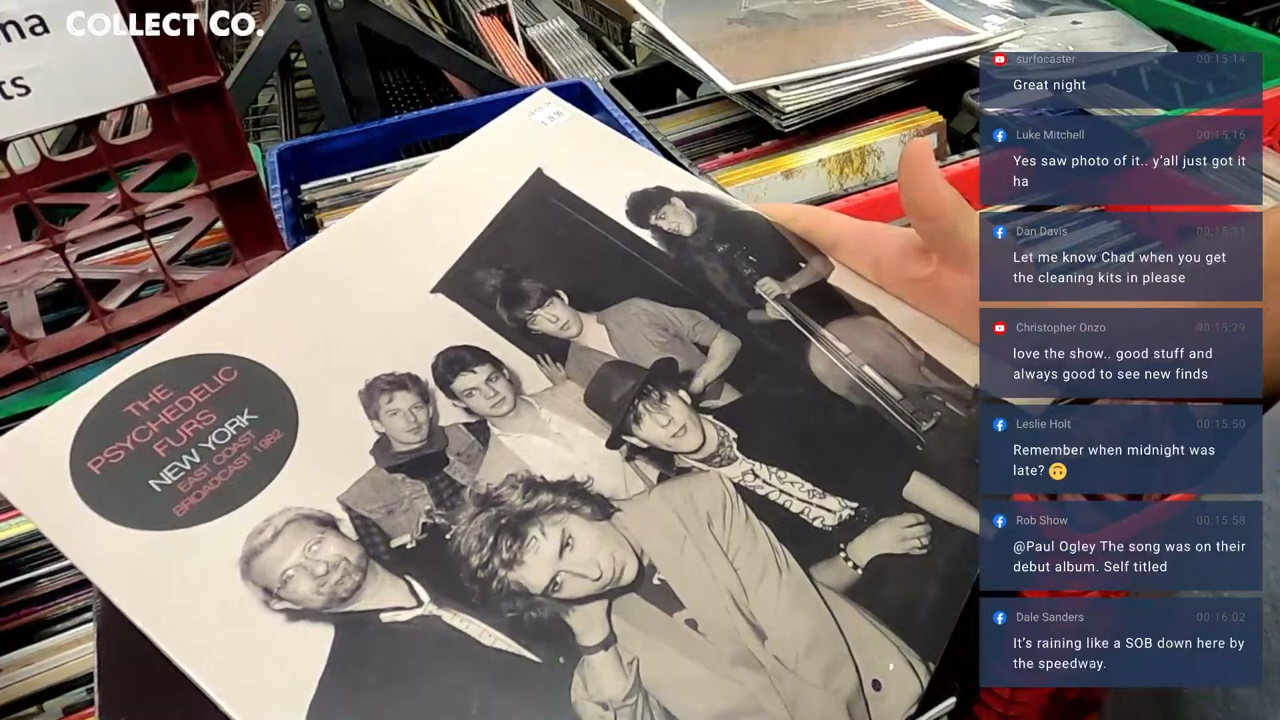 na
ts
COLLECT CO.
THE
PSYCHEDELIC
FURS
NEW YORK
EAST COAST
BROADCAST 1982
surfocaster 00:15:14
Great night
Luke Mitchell 00:15:16
Yes saw photo of it.. y'all just got it
ha
Dan Davis 00:15:21
Let me know Chad when you get
the cleaning kits in please
Christopher Onzo 00:15:29
love the show.. good stuff and
always good to see new finds
Leslie Holt 00:15:50
Remember when midnight was
late? 🙃
Rob Show 00:15:58
@Paul Ogley The song was on their
debut album. Self titled
Dale Sanders 00:16:02
It's raining like a SOB down here by
the speedway.